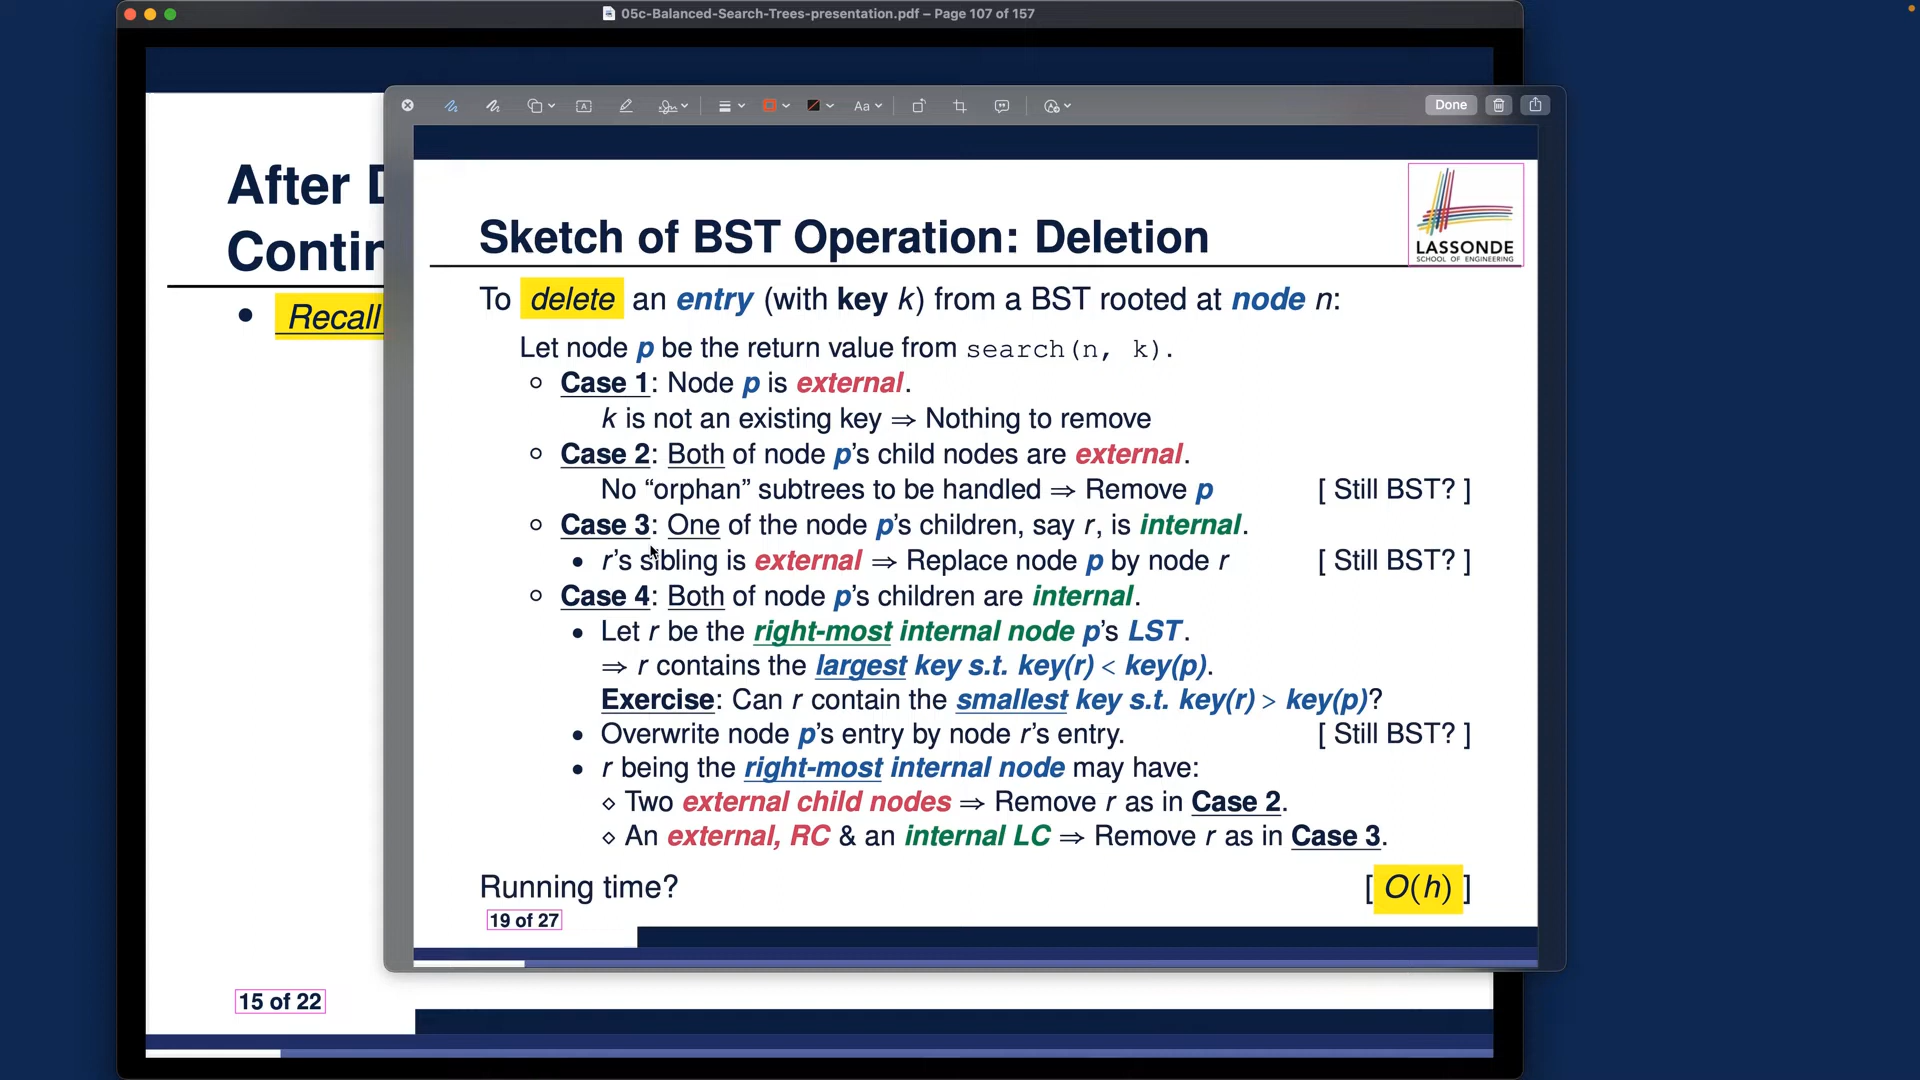 05c-Balanced-Search-Trees-presentation.pdf – Page 107 of 157
Done
Aa
After D
Contin
Recall
15 of 22
LASSONDE
SCHOOL OF ENGINEERING
Sketch of BST Operation: Deletion
To delete an entry (with key k) from a BST rooted at node n:
Let node p be the return value from search(n, k).
Case 1: Node p is external.
k is not an existing key ⇒ Nothing to remove
Case 2: Both of node p's child nodes are external.
No “orphan” subtrees to be handled ⇒ Remove p [ Still BST? ]
Case 3: One of the node p's children, say r, is internal.
• r's sibling is external ⇒ Replace node p by node r [ Still BST? ]
Case 4: Both of node p's children are internal.
• Let r be the right-most internal node p's LST.
⇒ r contains the largest key s.t. key(r) < key(p).
Exercise: Can r contain the smallest key s.t. key(r) > key(p)?
• Overwrite node p's entry by node r's entry. [ Still BST? ]
• r being the right-most internal node may have:
⋄ Two external child nodes ⇒ Remove r as in Case 2.
⋄ An external, RC & an internal LC ⇒ Remove r as in Case 3.
Running time? [ O(h) ]
19 of 27